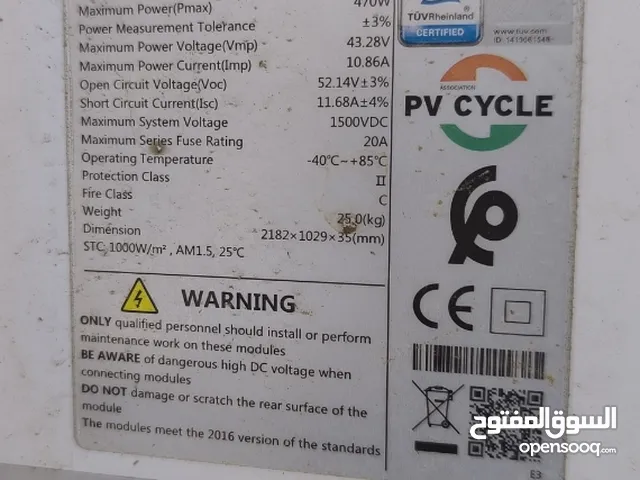 Maximum Power(Pmax) 470W
Power Measurement Tolerance ±3%
Maximum Power Voltage(Vmp) 43.28V
Maximum Power Current(Imp) 10.86A
Open Circuit Voltage(Voc) 52.14V±3%
Short Circuit Current(Isc) 11.68A±4%
Maximum System Voltage 1500VDC
Maximum Series Fuse Rating 20A
Operating Temperature -40℃~+85℃
Protection Class II
Fire Class C
Weight 25.0(kg)
Dimension 2182×1029×35(mm)
STC 1000W/m², AM1.5, 25℃
WARNING
ONLY qualified personnel should install or perform
maintenance work on these modules
BE AWARE of dangerous high DC voltage when
connecting modules
DO NOT damage or scratch the rear surface of the
module
The modules meet the 2016 version of the standards
TÜVRheinland
CERTIFIED
www.tuv.com
ASSOCIATION
PV CYCLE
CE
E3
السوق المفتوح
opensooq.com